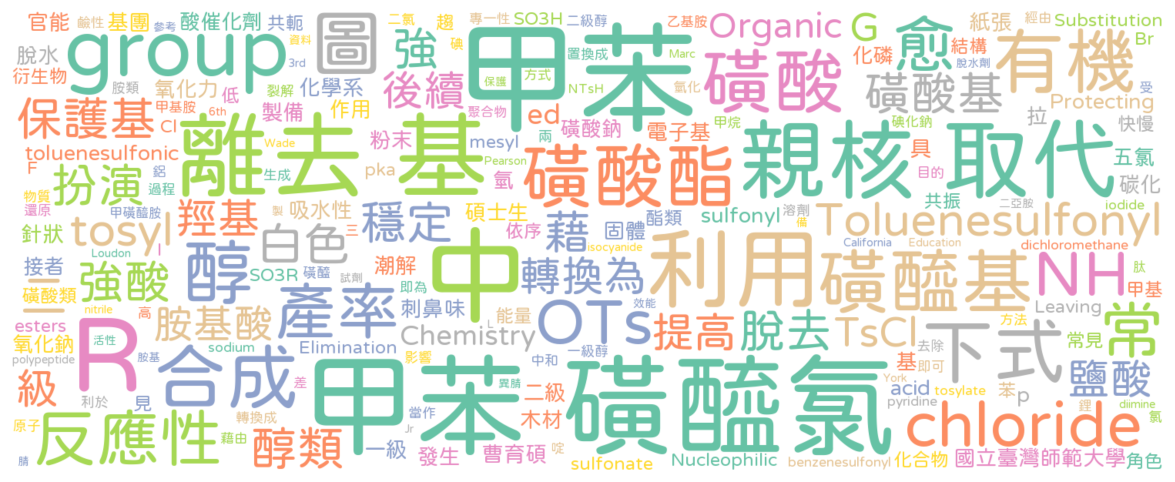 官能 基團 酸催化劑 共軛 二氯 趨 專一性 SO3H 二級醇 乙基胺 Organic G 紙張 經由 Substitution
鹼性 參考 碘 置換成 Marc 化磷 結構 Br
脫水 group 圖 強 甲苯 磺酸 愈 有機
資料 3rd 裂解 保護 方式 脫水劑 受
衍生物 胺類 氧化力 化學系 後續 NTsH 氰化 磺酸基 Protecting
保護基 甲基胺 6th 低 製備 作用 聚合物 ed 甲烷 碘化鈉 拉 快慢
Cl 粉末 磺酸鈉 電子基
toluenesulfonic Wade 離去 基 mesyl 兩 親核 取代 具
F 鋁 生成 pka Pearson 磺酸酯 目的 五氯
物質 扮演 過程 氫 共振 碳化
還原 甲磺醯胺 羥基 製 吸水性 穩定 碩士生 酯類 sulfonyl 溶劑 二亞胺 iodide
針狀 tosyl 三 依序 藉 固體 備 Toluenesulfonyl
Loudon I 白色 中 isocyanide 利用 California Education dichloromethane
接者 磺醯 SO3R 潮解 轉換為 磺醯基 NH 肽
二 強酸 醇 試劑 即為 甲基
磺酸類 刺鼻味 Leaving
nitrile 高 胺基酸 產率 能量 L OTs 效能 TsCl 方法 常
esters R Chemistry 提高 脫去 下式 常見
氧化鈉 活性 合成 sodium Elimination 影響 中和 一級醇 去除
polypeptide 胺基 甲苯 磺醯氯 基 即可 鹽酸
級 利於 見 差 異腈 二級 York acid tosylate 苯 p 鋰 diimine
轉換成 當作 木材 pyridine chloride 氯
原子 反應性 藉由 醇類 Jr 一級 發生 曹育碩 啶 Nucleophilic
腈 sulfonate benzenesulfonyl 化合物 國立臺灣師範大學 角色